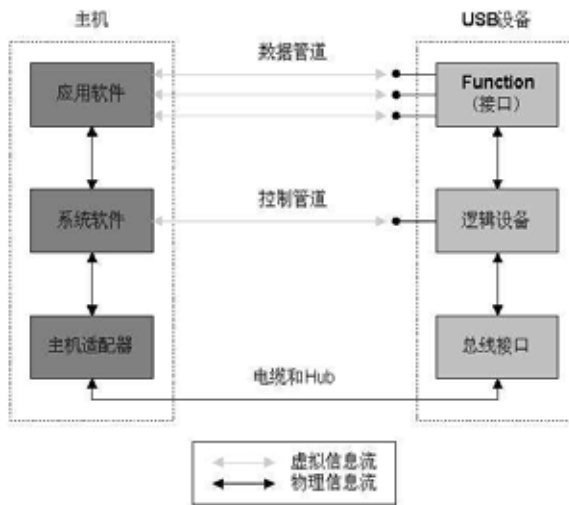 主机
USB设备
数据管道
应用软件
Function
(接口)
控制管道
系统软件
逻辑设备
主机适配器
总线接口
电缆和Hub
虚拟信息流
物理信息流